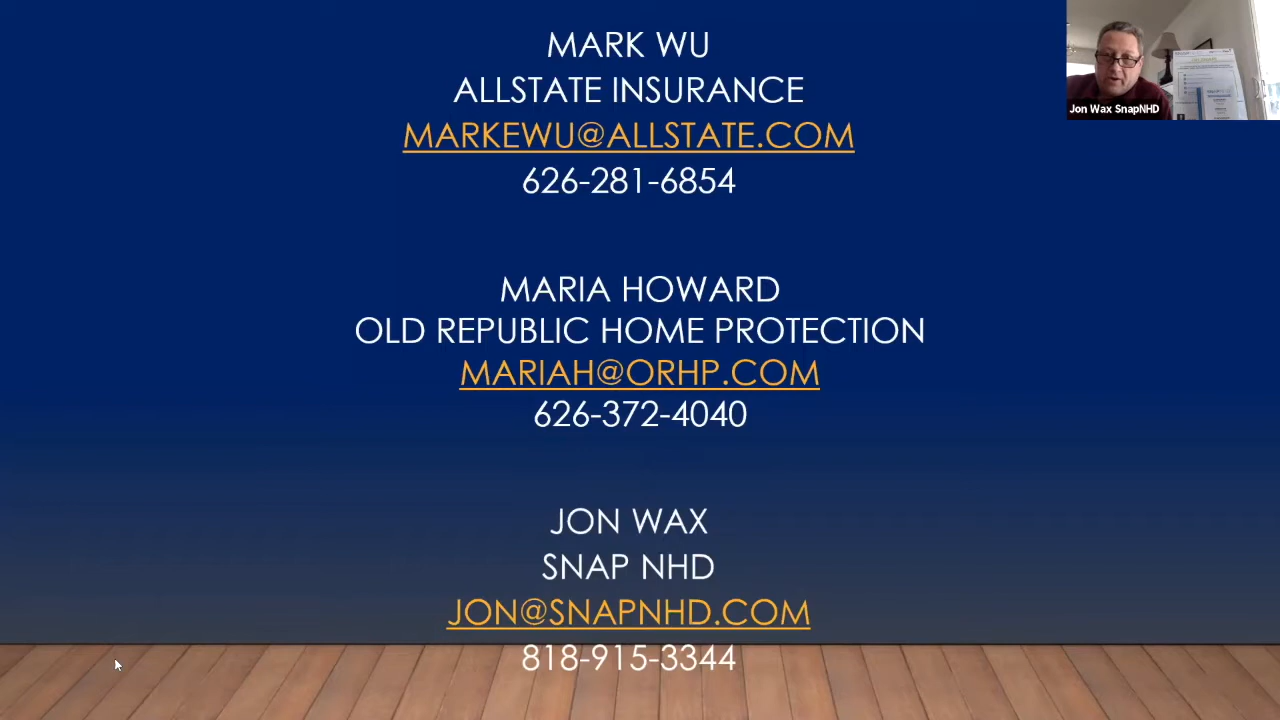 MARK WU
ALLSTATE INSURANCE
MARKEWU@ALLSTATE.COM
626-281-6854
MARIA HOWARD
OLD REPUBLIC HOME PROTECTION
MARIAH@ORHP.COM
626-372-4040
JON WAX
SNAP NHD
JON@SNAPNHD.COM
818-915-3344
Jon Wax SnapNHD